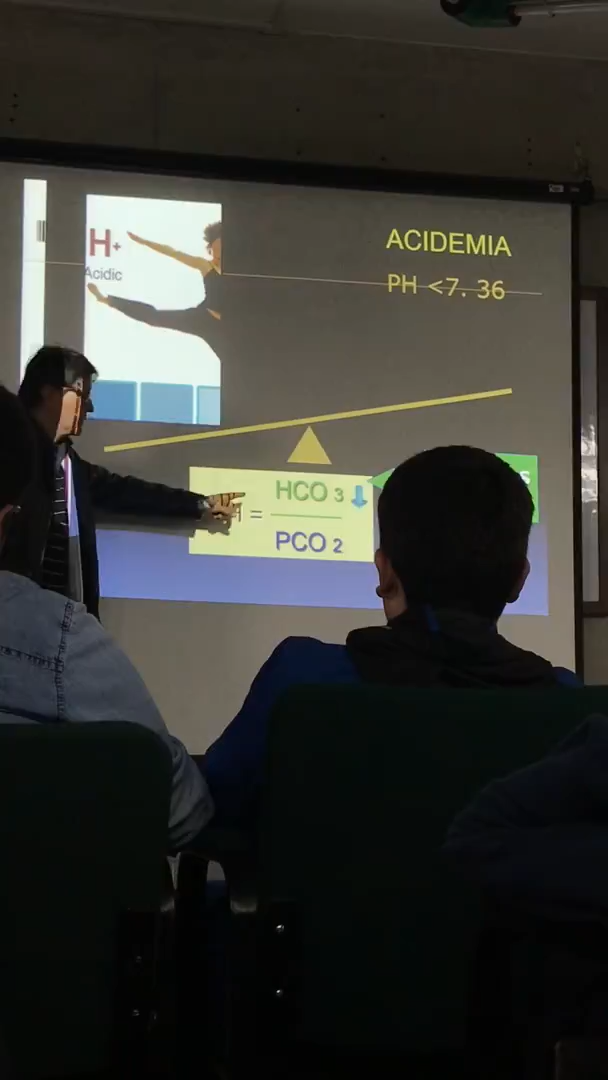 H+
Acidic
ACIDEMIA
PH <7. 36
= HCO 3
PCO 2